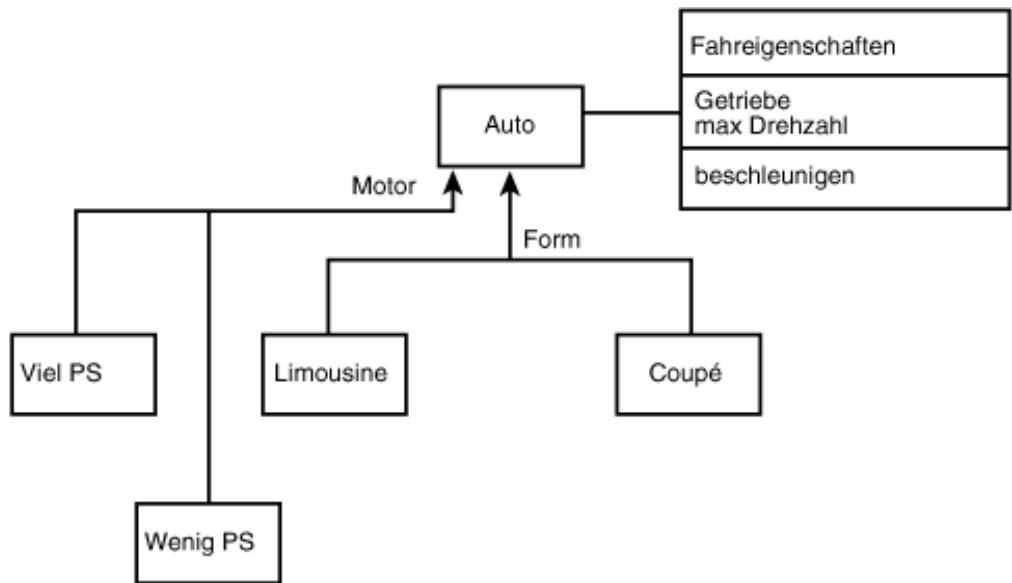 Fahreigenschaften
Auto
Getriebe
max Drehzahl
beschleunigen
Motor
Form
Viel PS
Limousine
Coupé
Wenig PS